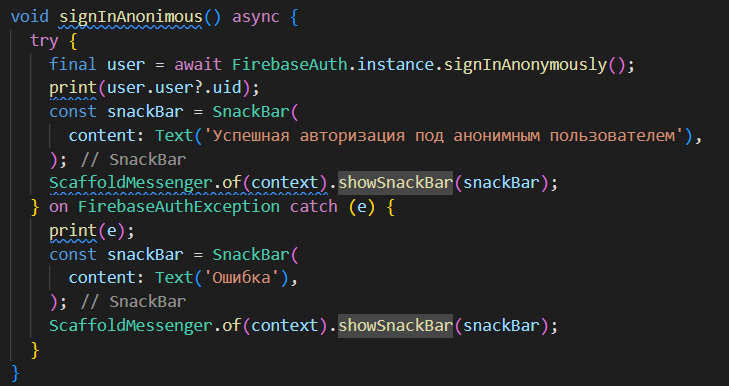 void signInAnonimous() async {
try {
final user = await FirebaseAuth.instance.signInAnonymously();
print(user.user?.uid);
const snackBar = SnackBar(
content: Text('Успешная авторизация под анонимным пользователем'),
); // SnackBar
ScaffoldMessenger.of(context).showSnackBar(snackBar);
} on FirebaseAuthException catch (e) {
print(e);
const snackBar = SnackBar(
content: Text('Ошибка'),
); // SnackBar
ScaffoldMessenger.of(context).showSnackBar(snackBar);
}
}